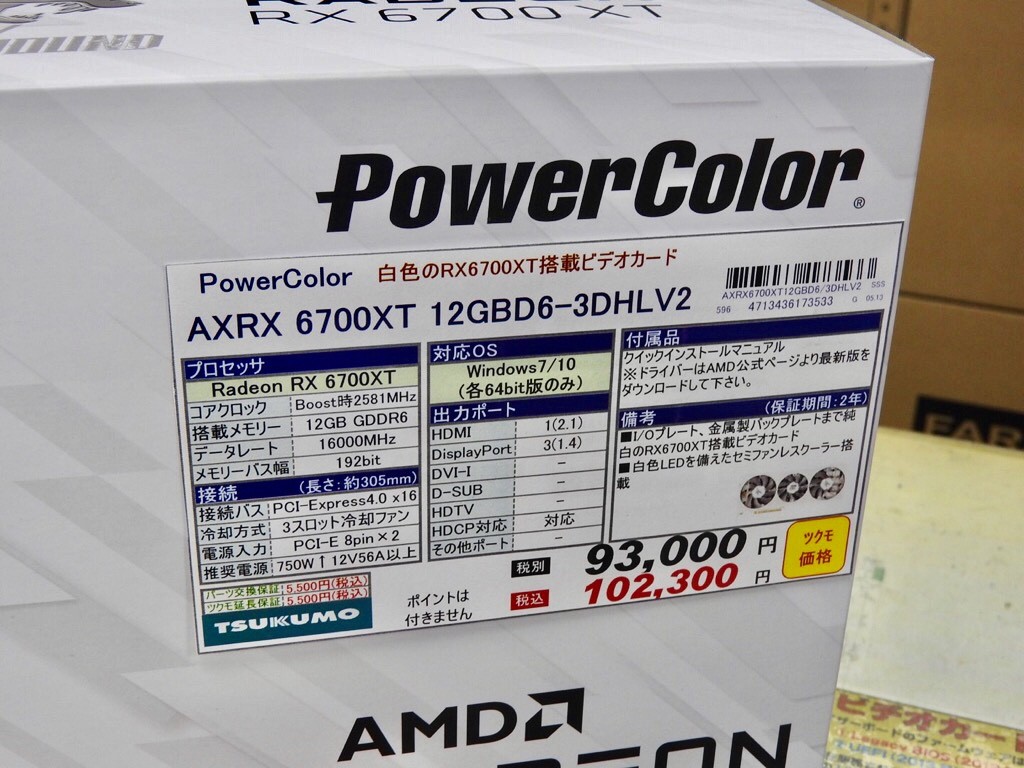 RX 6700 XT
PowerColor®
PowerColor 白色のRX6700XT搭載ビデオカード
AXRX 6700XT 12GBD6-3DHLV2
AXRX6700XT12GBD6/3DHLV2 SSS
596 4713436173533 G 05.13
プロセッサ
Radeon RX 6700XT
コアクロック Boost時2581MHz
搭載メモリー 12GB GDDR6
データレート 16000MHz
メモリーバス幅 192bit
接続 (長さ:約305mm)
接続バス PCI-Express4.0 x16
冷却方式 3スロット冷却ファン
電源入力 PCI-E 8pin×2
推奨電源 750W↑12V56A以上
対応OS
Windows7/10
(各64bit版のみ)
出力ポート
HDMI 1(2.1)
DisplayPort 3(1.4)
DVI-I -
D-SUB -
HDTV -
HDCP対応 対応
その他ポート -
付属品
クイックインストールマニュアル
※ドライバーはAMD公式ページより最新版を
ダウンロードして下さい。
備考 (保証期間:2年)
■I/Oプレート、金属製バックプレートまで純
白のRX6700XT搭載ビデオカード
■白色LEDを備えたセミファンレスクーラー搭
載
パーツ交換保証 5,500円(税込)
ツクモ延長保証 5,500円(税込)
TSUKUMO
ポイントは
付きません
税別 93,000 円
税込 102,300 円
ツクモ
価格
AMD
ビデオカー